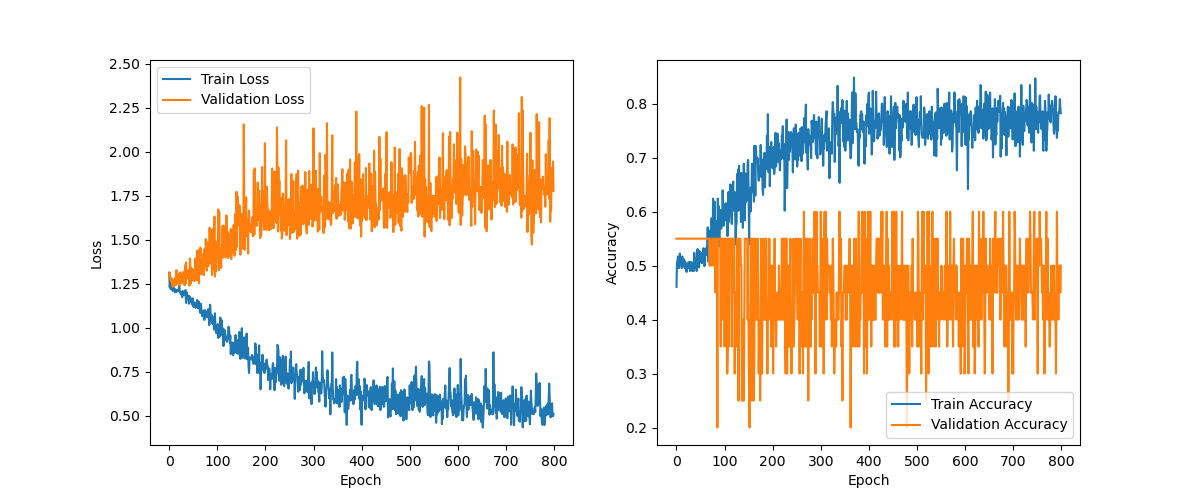 2.50
2.25
2.00
1.75
1.50
1.25
1.00
0.75
0.50
Loss
Train Loss
Validation Loss
0 100 200 300 400 500 600 700 800
Epoch
0.8
0.7
0.6
0.5
0.4
0.3
0.2
Accuracy
Train Accuracy
Validation Accuracy
0 100 200 300 400 500 600 700 800
Epoch